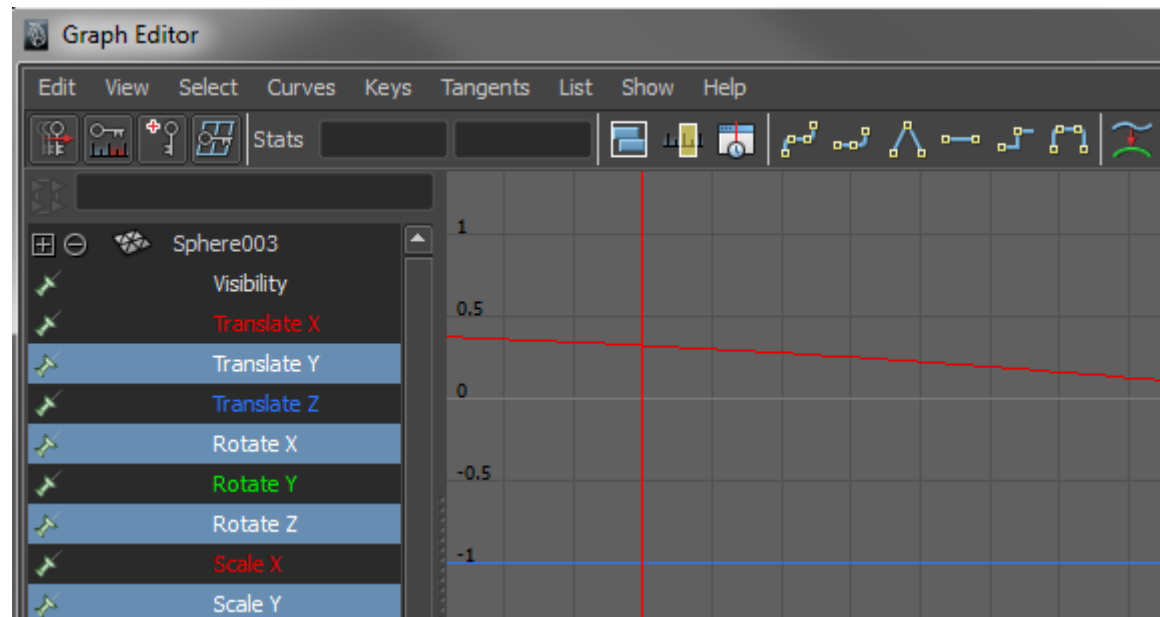 Graph Editor
Edit View Select Curves Keys Tangents List Show Help
Stats
Sphere003
Visibility
Translate X
Translate Y
Translate Z
Rotate X
Rotate Y
Rotate Z
Scale X
Scale Y
1
0.5
0
-0.5
-1